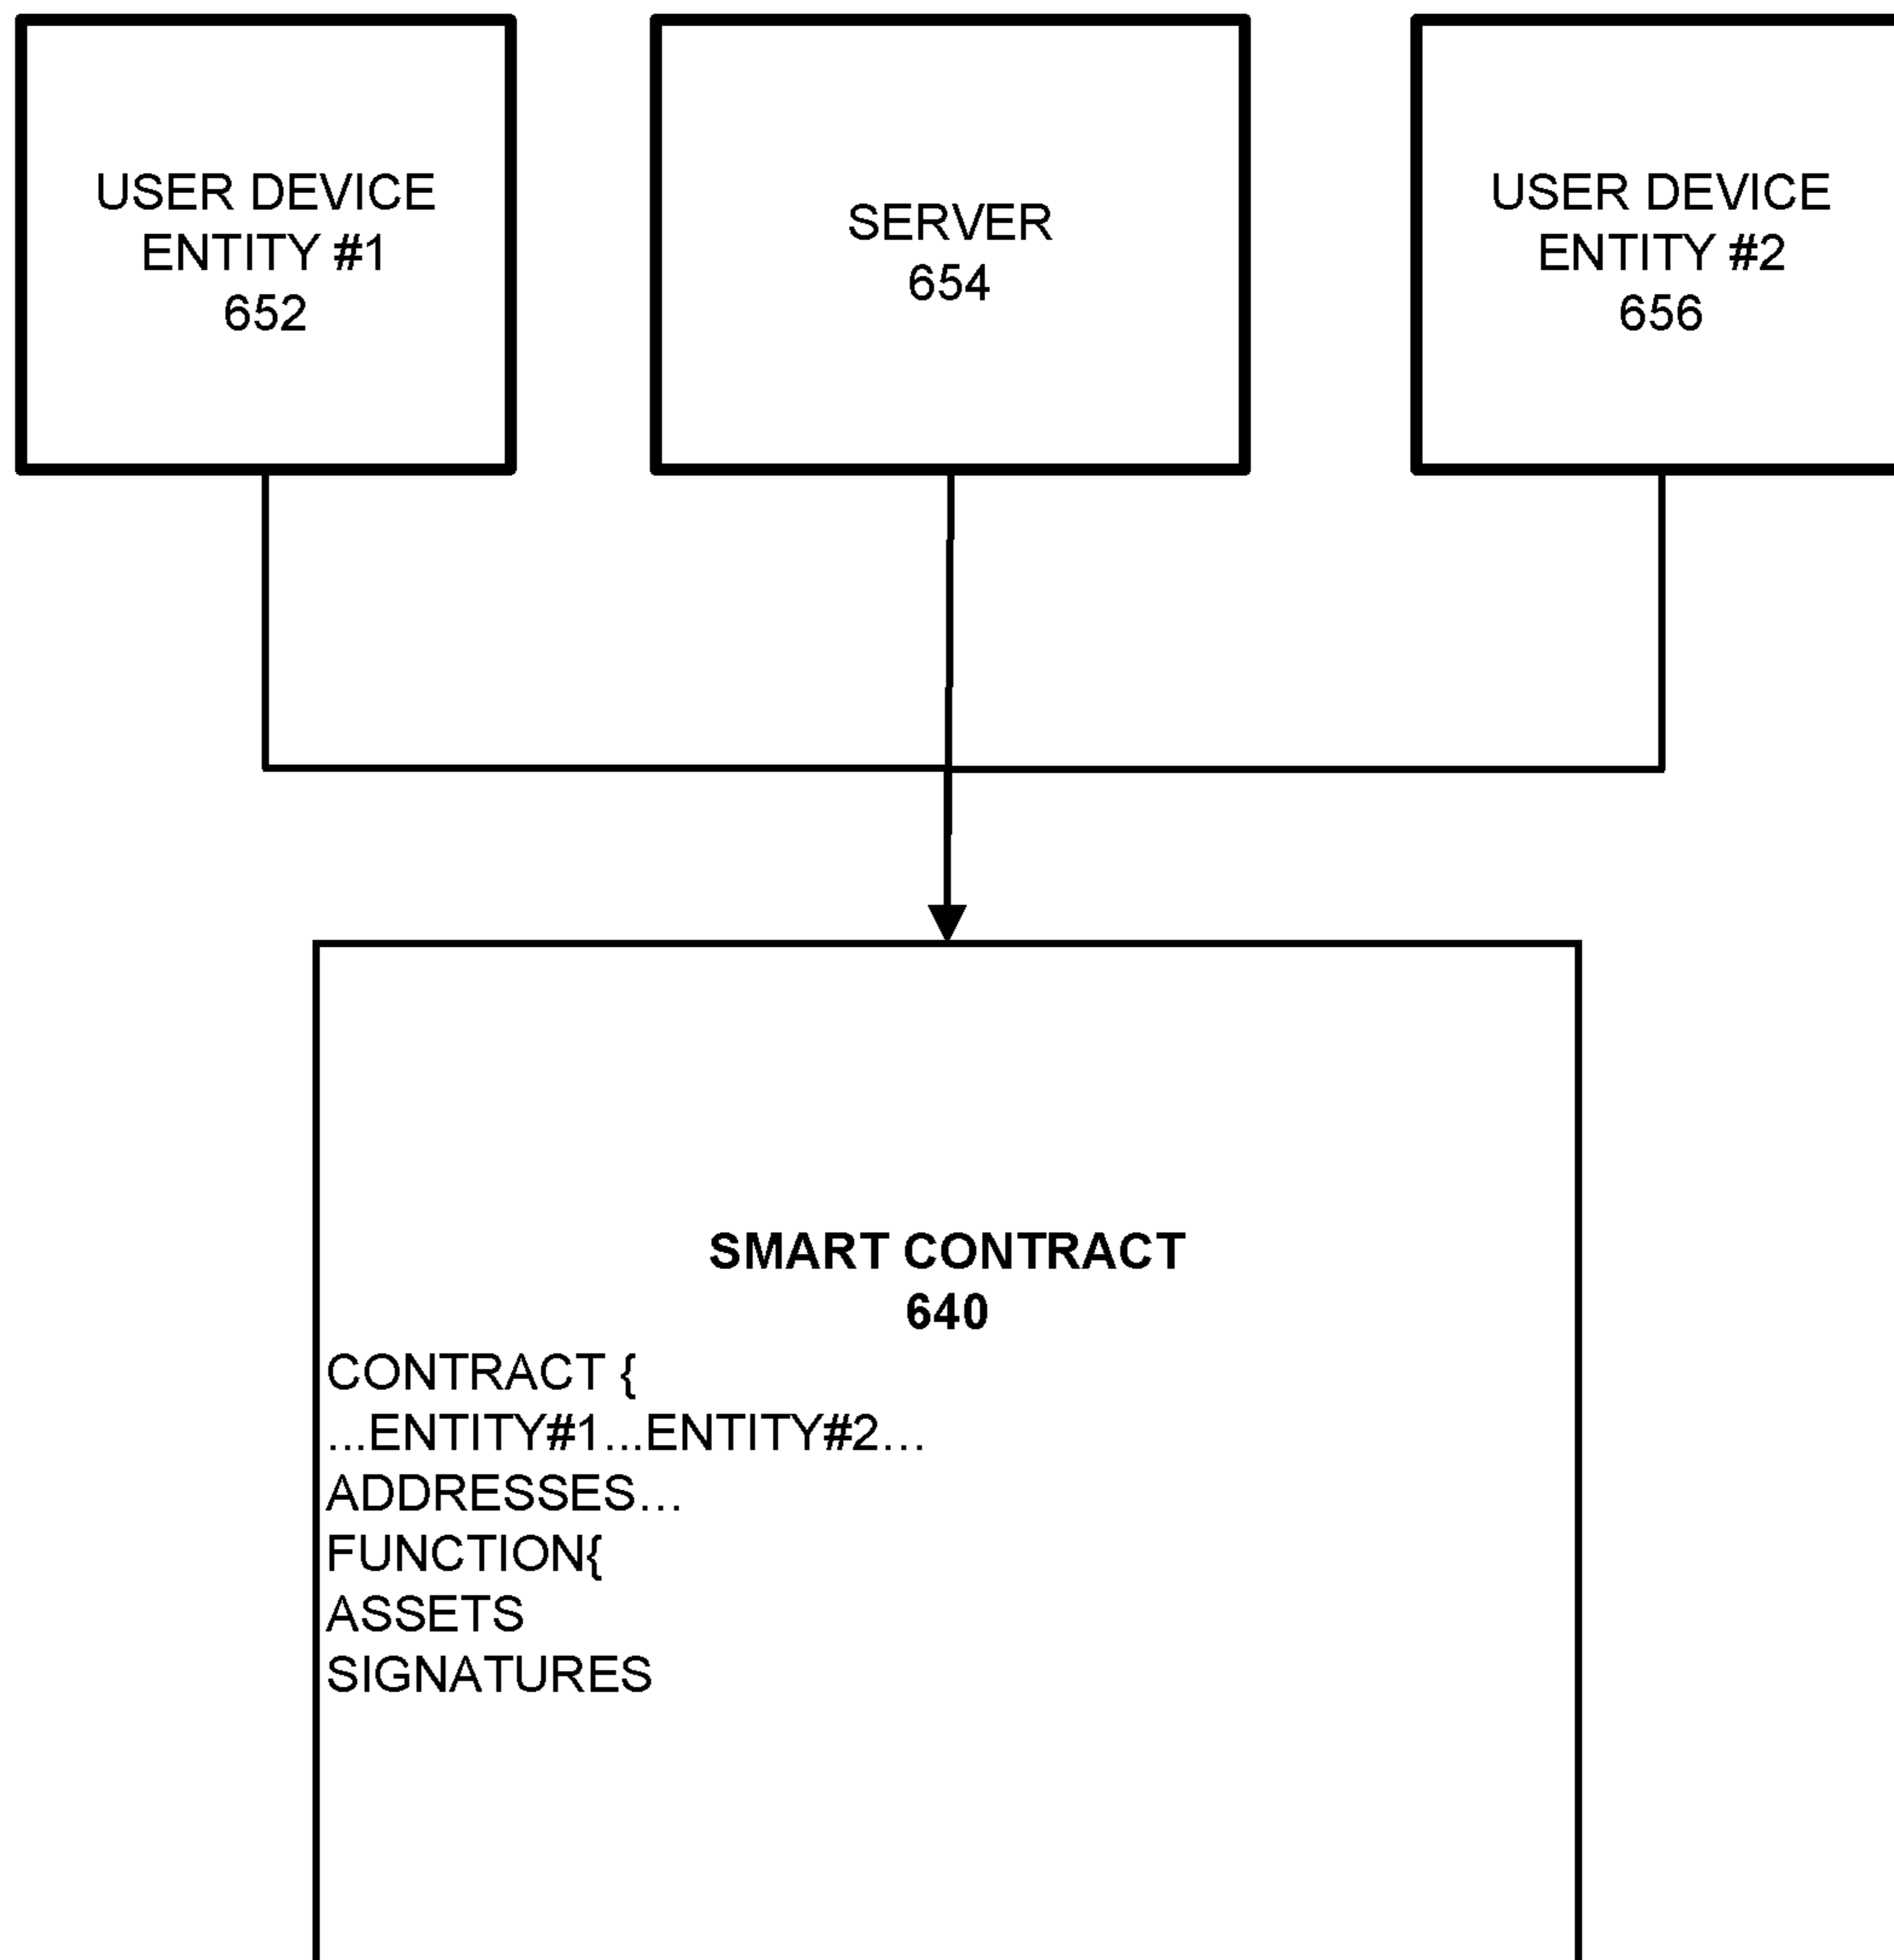 USER DEVICE
ENTITY #1
652
SERVER
654
USER DEVICE
ENTITY #2
656
SMART CONTRACT
640
CONTRACT {
...ENTITY#1...ENTITY#2...
ADDRESSES...
FUNCTION{
ASSETS
SIGNATURES